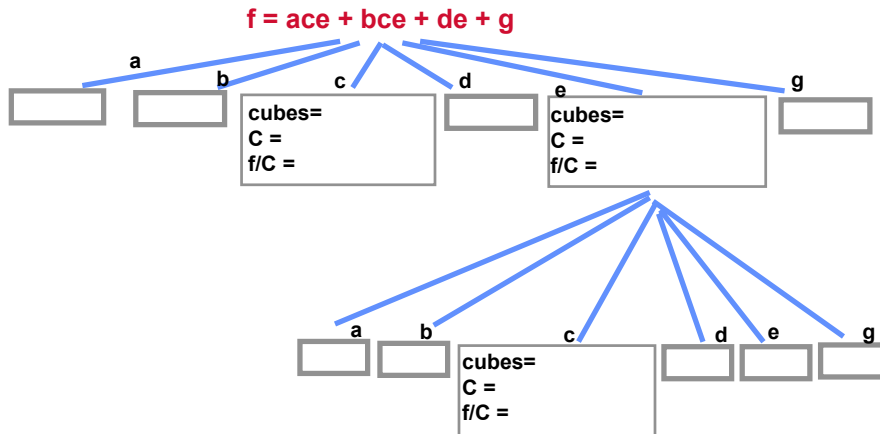 f = ace + bce + de + g
a
b
c
d
e
g
cubes=
C =
f/C =
cubes=
C =
f/C =
a
b
c
d
e
g
cubes=
C =
f/C =